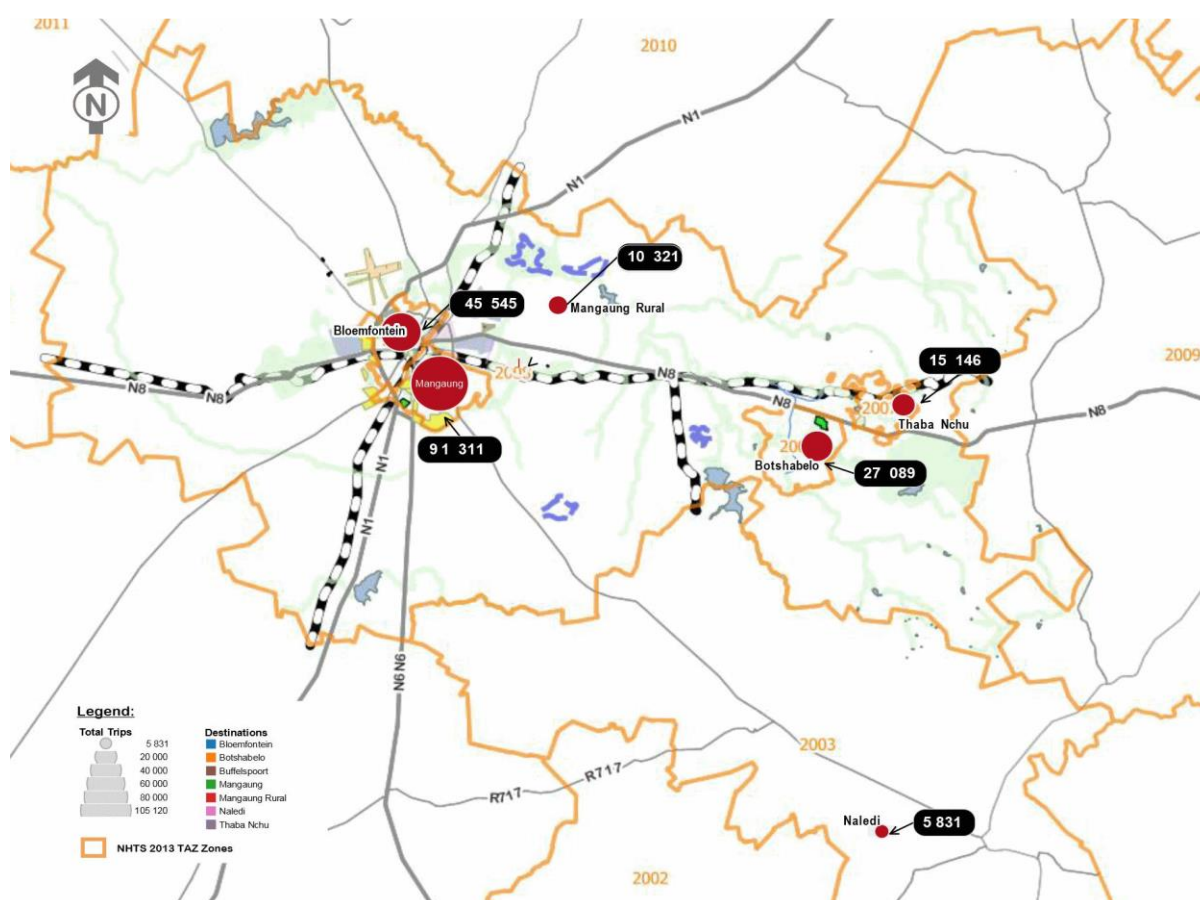 2011
2010
N
N1
N1
10 321
45 545
Mangaung Rural
Bloemfontein
15 146
2009
N8
N8
N8
Mangaung
N8
N8
Thaba Nchu
91 311
Botshabelo
27 089
N1
N1
N6
N6
Legend:
Total Trips
5 831
20 000
40 000
60 000
80 000
105 120
Destinations
Bloemfontein
Botshabelo
Buffelspoort
Mangaung
Mangaung Rural
Naledi
Thaba Nchu
NHTS 2013 TAZ Zones
2003
R717
R717
Naledi
5 831
2002